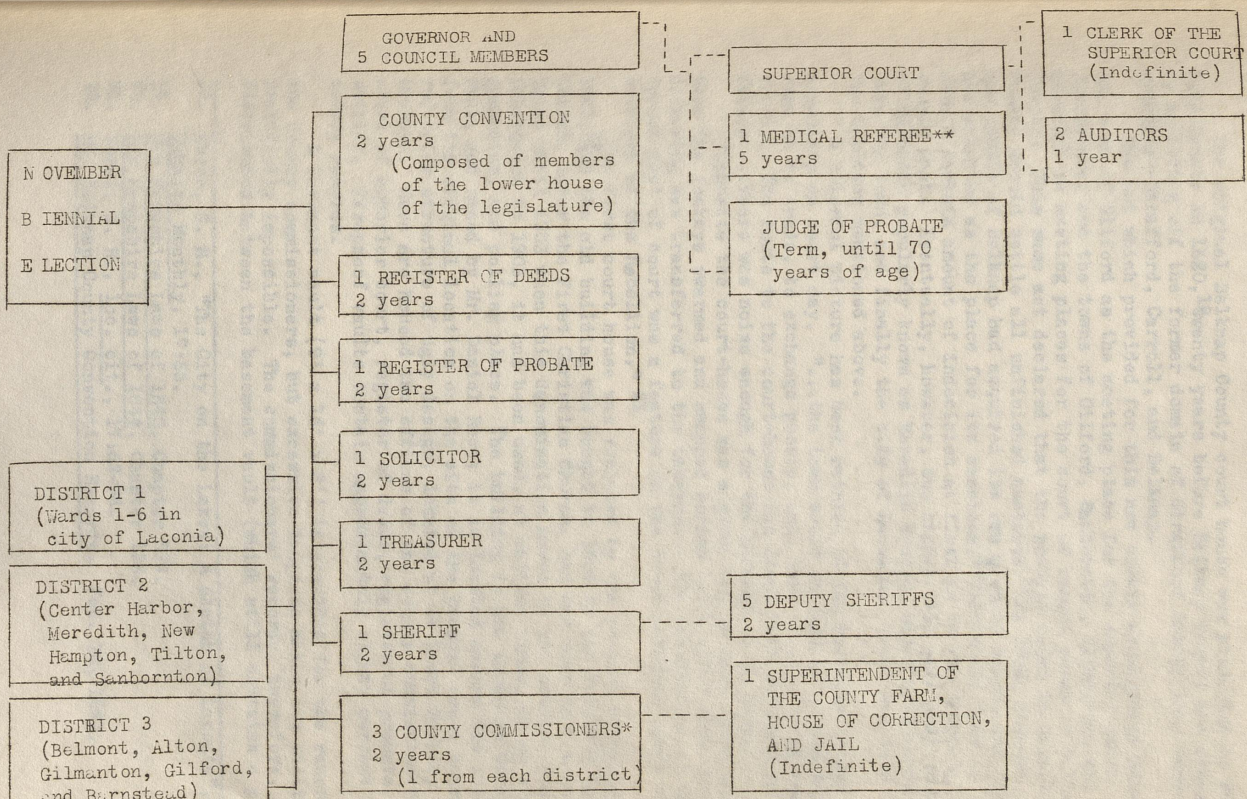 GOVERNOR AND
5 COUNCIL MEMBERS
COUNTY CONVENTION
2 years
(Composed of members
of the lower house
of the legislature)
N OVEMBER
B IENNIAL
E LECTION
1 REGISTER OF DEEDS
2 years
1 REGISTER OF PROBATE
2 years
1 SOLICITOR
2 years
1 TREASURER
2 years
1 SHERIFF
2 years
3 COUNTY COMMISSIONERS*
2 years
(1 from each district)
DISTRICT 1
(Wards 1-6 in
city of Laconia)
DISTRICT 2
(Center Harbor,
Meredith, New
Hampton, Tilton,
and Sanbornton)
DISTRICT 3
(Belmont, Alton,
Gilmanton, Gilford,
and Barnstead)
SUPERIOR COURT
1 MEDICAL REFEREE**
5 years
JUDGE OF PROBATE
(Term, until 70
years of age)
5 DEPUTY SHERIFFS
2 years
1 SUPERINTENDENT OF
THE COUNTY FARM,
HOUSE OF CORRECTION,
AND JAIL
(Indefinite)
1 CLERK OF THE
SUPERIOR COURT
(Indefinite)
2 AUDITORS
1 year